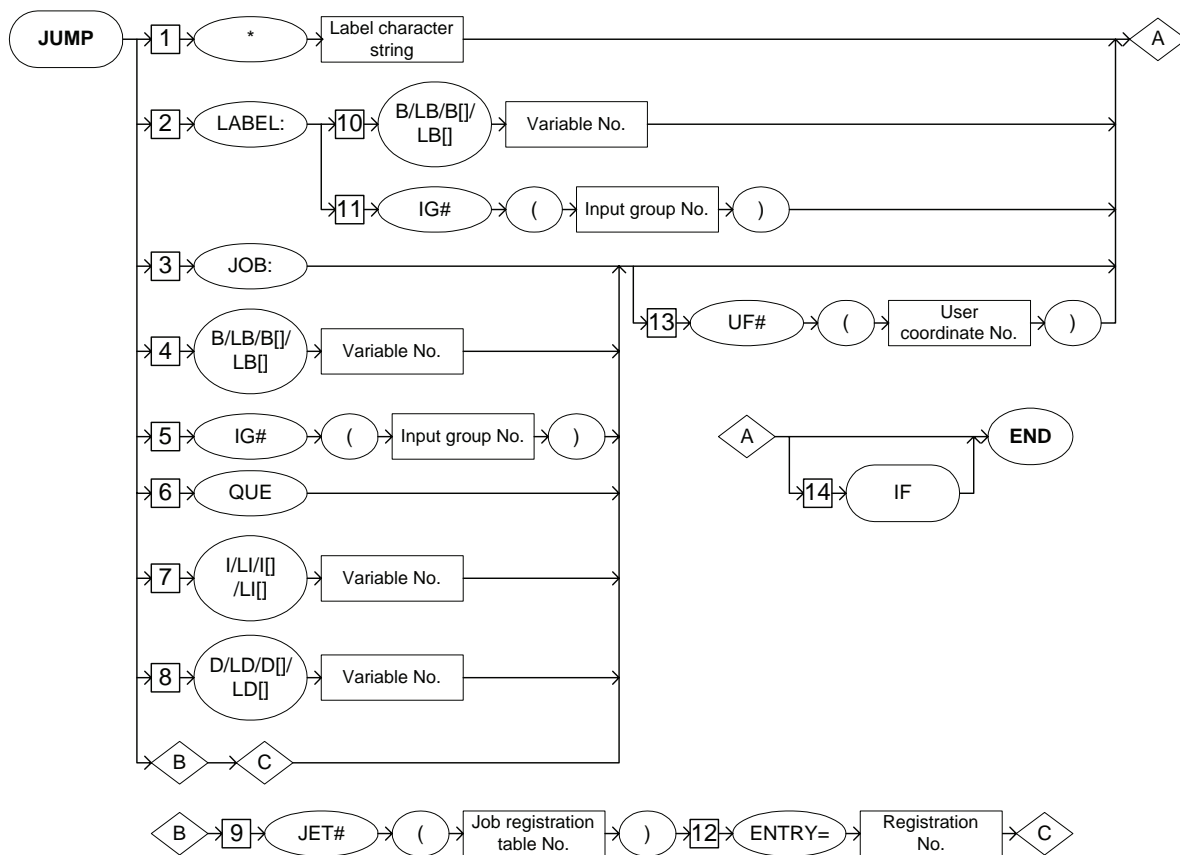 JUMP
1
*
Label character
string
A
2
LABEL:
10
B/LB/B[]/
LB[]
Variable No.
11
IG#
(
Input group No.
)
3
JOB:
13
UF#
(
User
coordinate No.
)
4
B/LB/B[]/
LB[]
Variable No.
5
IG#
(
Input group No.
)
A
END
14
IF
6
QUE
7
I/LI/I[]
/LI[]
Variable No.
8
D/LD/D[]/
LD[]
Variable No.
B
C
B
9
JET#
(
Job registration
table No.
)
12
ENTRY=
Registration
No.
C